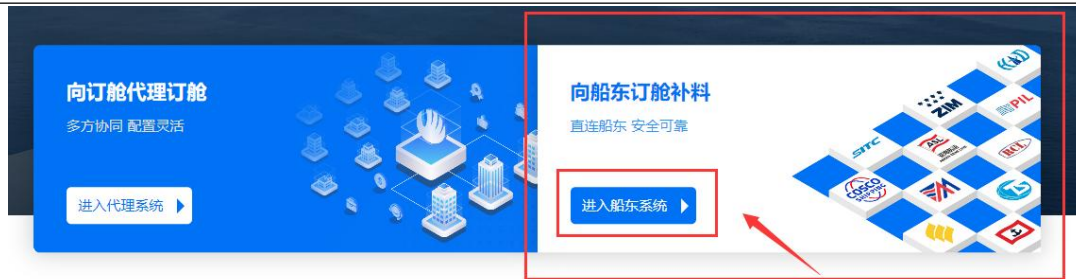 向订舱代理订舱
多方协同 配置灵活
进入代理系统
向船东订舱补料
直连船东 安全可靠
进入船东系统
ZIM
PIL
SITC
ASL
RCL
COSCO
SHIPPING
TS